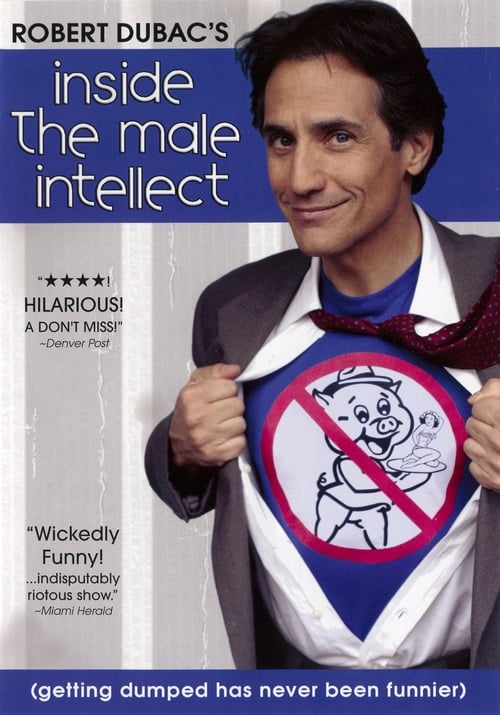 ROBERT DUBAC'S
inside
The male
intellect
"★★★★!
HILARIOUS!
A DON'T MISS!"
~Denver Post
"Wickedly
Funny!
...indisputably
riotous show."
~Miami Herald
(getting dumped has never been funnier)